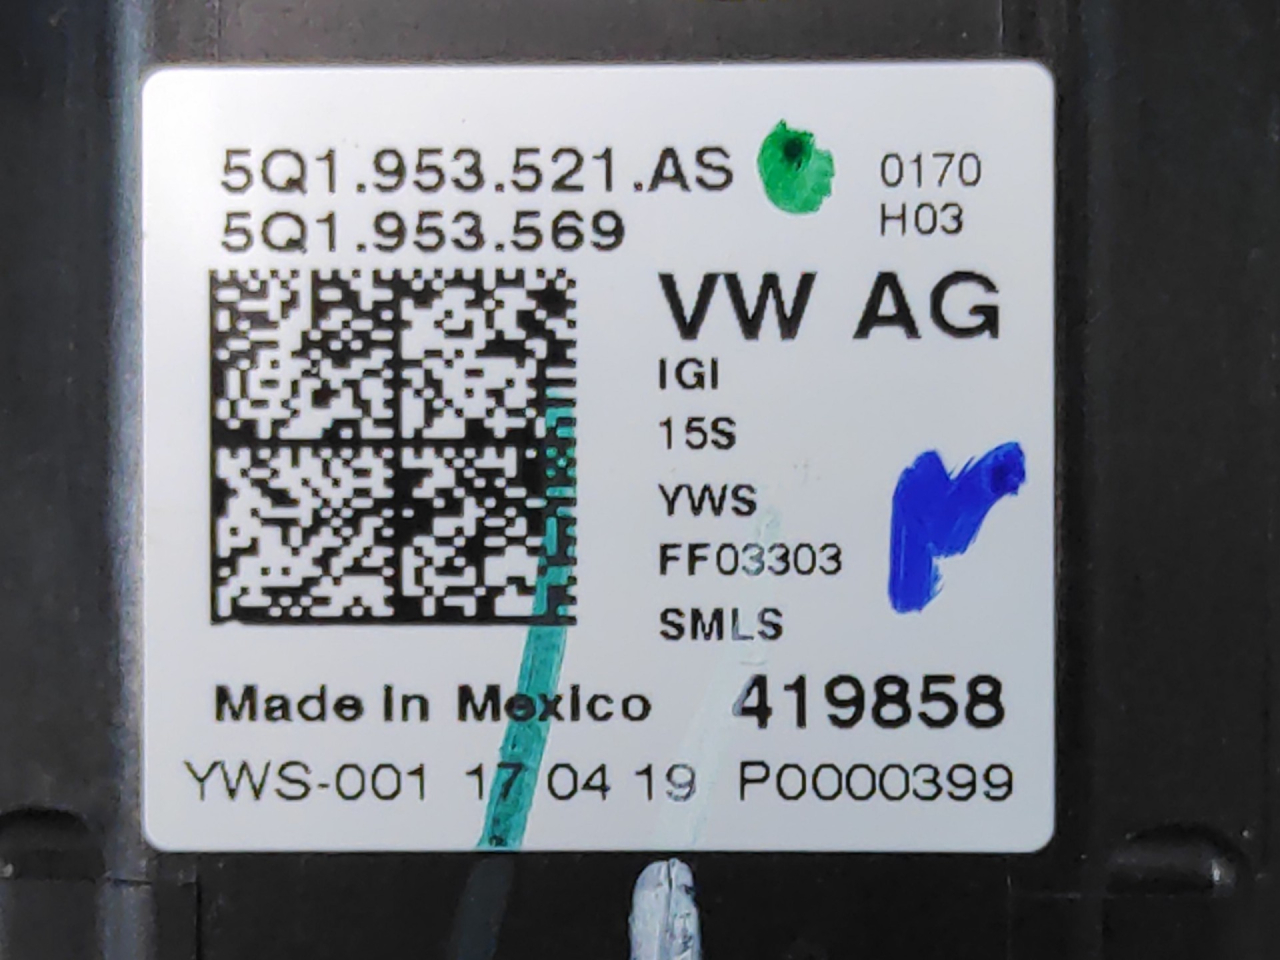 5Q1.953.521.AS 0170
5Q1.953.569 H03
VW AG
IGI
15S
YWS
FF03303
SMLS
Made In Mexico 419858
YWS-001 17 04 19 P0000399